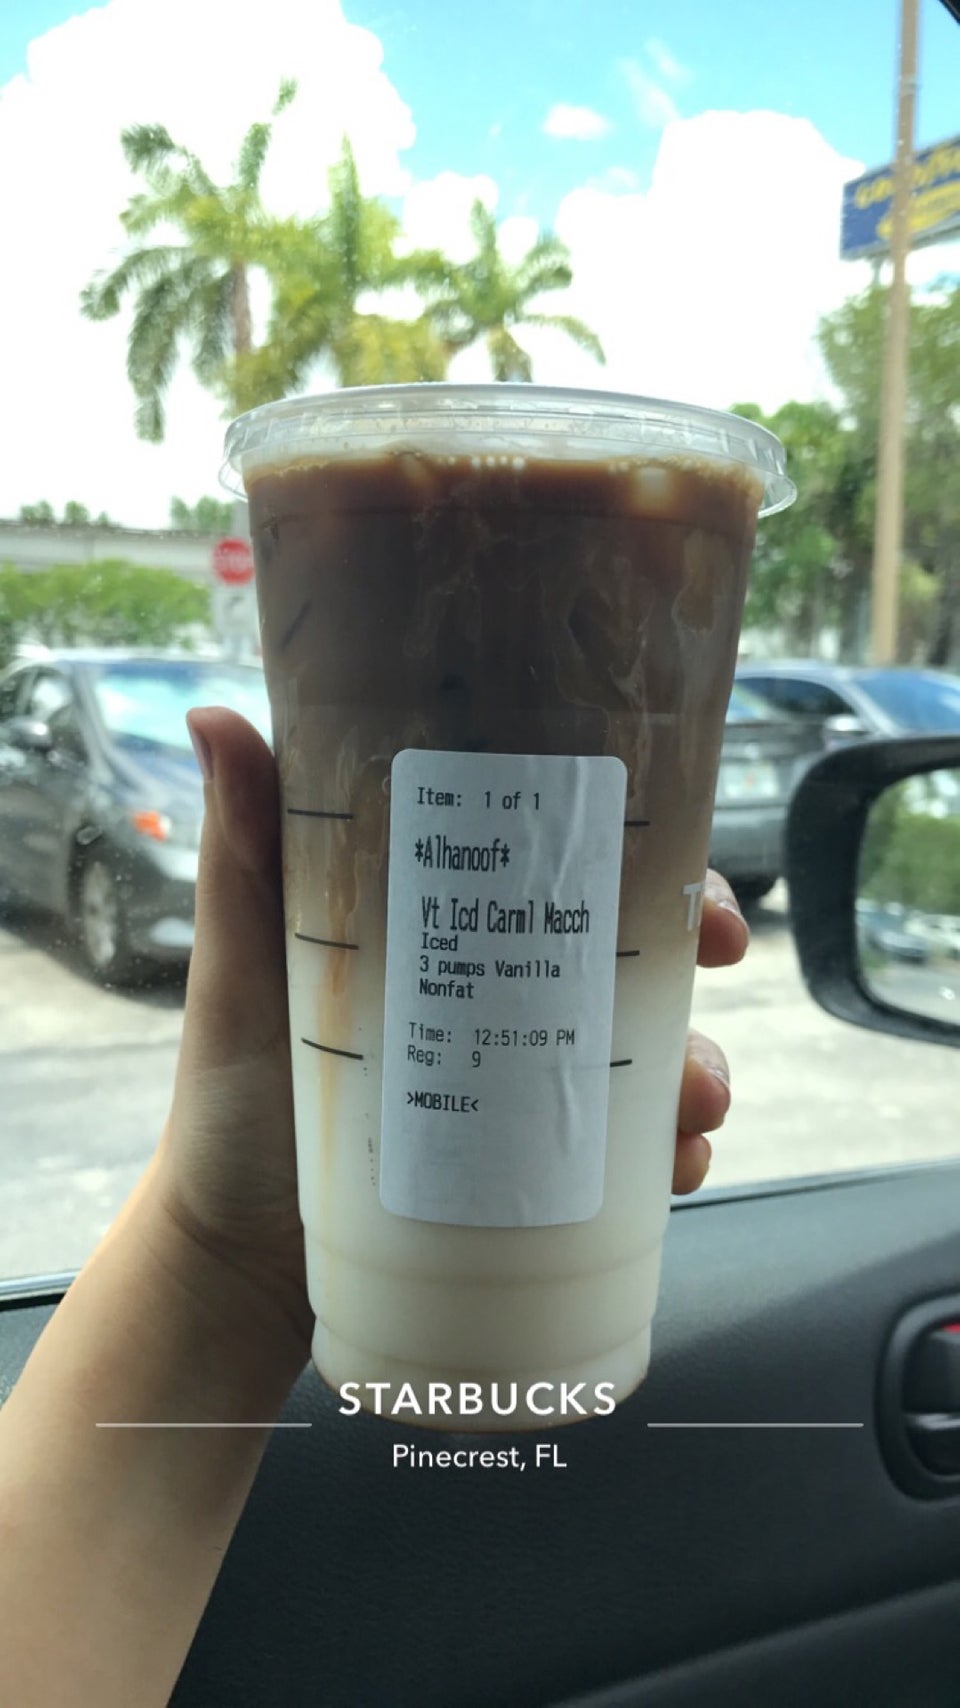 STOP
Item: 1 of 1
*Alhanoof*
Vt Icd Carml Macch
Iced
3 pumps Vanilla
Nonfat
Time: 12:51:09 PM
Reg: 9
>MOBILE<
STARBUCKS
Pinecrest, FL